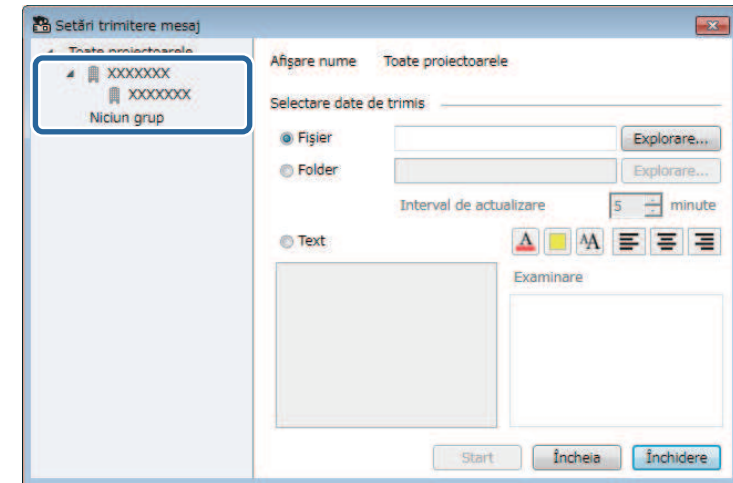 Setări trimitere mesaj
Toate proiectoarele
XXXXXXX
XXXXXXX
Niciun grup
Afişare nume Toate proiectoarele
Selectare date de trimis
Fişier Explorare...
Folder Explorare...
Interval de actualizare 5 minute
Text A AA
Examinare
Start Încheia Închidere